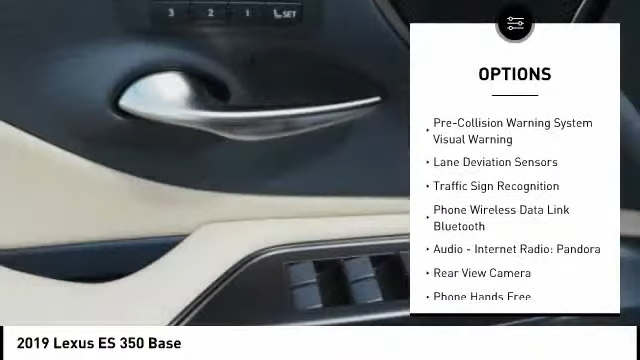 3 2 1 SET
OPTIONS
Pre-Collision Warning System
Visual Warning
Lane Deviation Sensors
Traffic Sign Recognition
Phone Wireless Data Link
Bluetooth
Audio - Internet Radio: Pandora
Rear View Camera
Phone Hands Free
2019 Lexus ES 350 Base